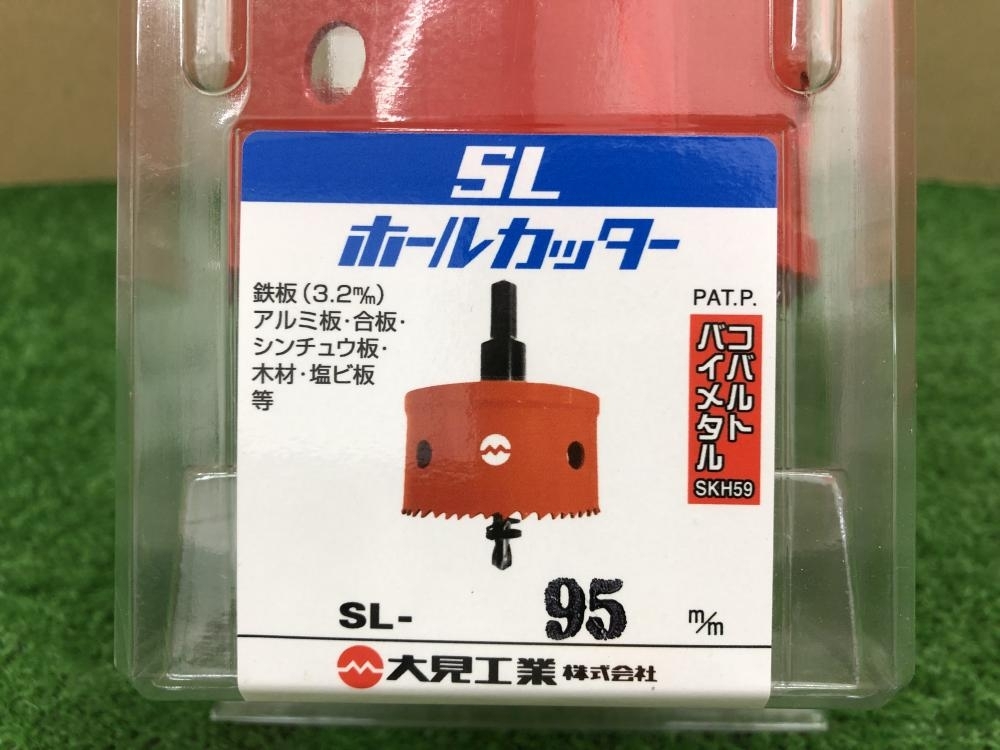 SL
ホールカッター
鉄板(3.2㎜)
アルミ板・合板・
シンチュウ板・
木材・塩ビ板
等
PAT.P.
コバルト
バイメタル
SKH59
SL- 95 m/m
大見工業株式会社